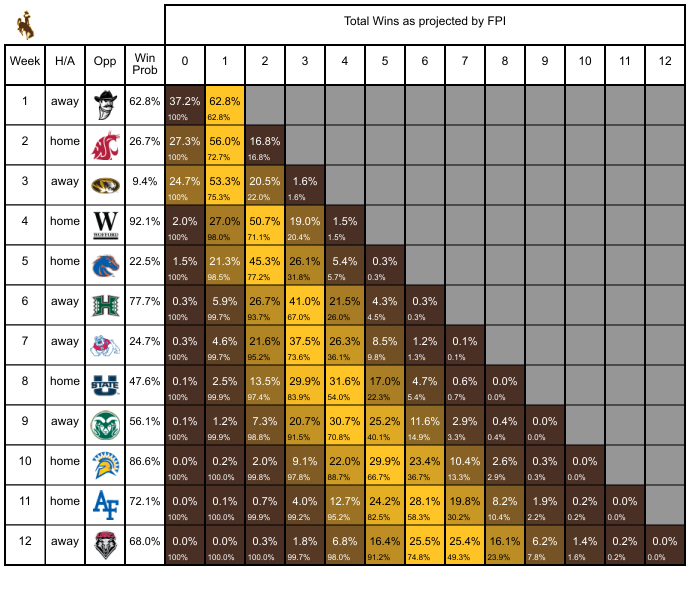 Total Wins as projected by FPI
Week H/A Opp Win Prob 0 1 2 3 4 5 6 7 8 9 10 11 12
1 away 62.8% 37.2% 62.8%
100% 62.8%
2 home 26.7% 27.3% 56.0% 16.8%
100% 72.7% 16.8%
3 away 9.4% 24.7% 53.3% 20.5% 1.6%
100% 75.3% 22.0% 1.6%
4 home W WOFFORD 92.1% 2.0% 27.0% 50.7% 19.0% 1.5%
100% 98.0% 71.1% 20.4% 1.5%
5 home 22.5% 1.5% 21.3% 45.3% 26.1% 5.4% 0.3%
100% 98.5% 77.2% 31.8% 5.7% 0.3%
6 away H 77.7% 0.3% 5.9% 26.7% 41.0% 21.5% 4.3% 0.3%
100% 99.7% 93.7% 67.0% 26.0% 4.5% 0.3%
7 away 24.7% 0.3% 4.6% 21.6% 37.5% 26.3% 8.5% 1.2% 0.1%
100% 99.7% 95.2% 73.6% 36.1% 9.8% 1.3% 0.1%
8 home U STATE 47.6% 0.1% 2.5% 13.5% 29.9% 31.6% 17.0% 4.7% 0.6% 0.0%
100% 99.9% 97.4% 83.9% 54.0% 22.3% 5.4% 0.7% 0.0%
9 away 56.1% 0.1% 1.2% 7.3% 20.7% 30.7% 25.2% 11.6% 2.9% 0.4% 0.0%
100% 99.9% 98.8% 91.5% 70.8% 40.1% 14.9% 3.3% 0.4% 0.0%
10 home 86.6% 0.0% 0.2% 2.0% 9.1% 22.0% 29.9% 23.4% 10.4% 2.6% 0.3% 0.0%
100% 100.0% 99.8% 97.8% 88.7% 66.7% 36.7% 13.3% 2.9% 0.3% 0.0%
11 home AF 72.1% 0.0% 0.1% 0.7% 4.0% 12.7% 24.2% 28.1% 19.8% 8.2% 1.9% 0.2% 0.0%
100% 100.0% 99.9% 99.2% 95.2% 82.5% 58.3% 30.2% 10.4% 2.2% 0.2% 0.0%
12 away 68.0% 0.0% 0.0% 0.3% 1.8% 6.8% 16.4% 25.5% 25.4% 16.1% 6.2% 1.4% 0.2% 0.0%
100% 100.0% 100.0% 99.7% 98.0% 91.2% 74.8% 49.3% 23.9% 7.8% 1.6% 0.2% 0.0%